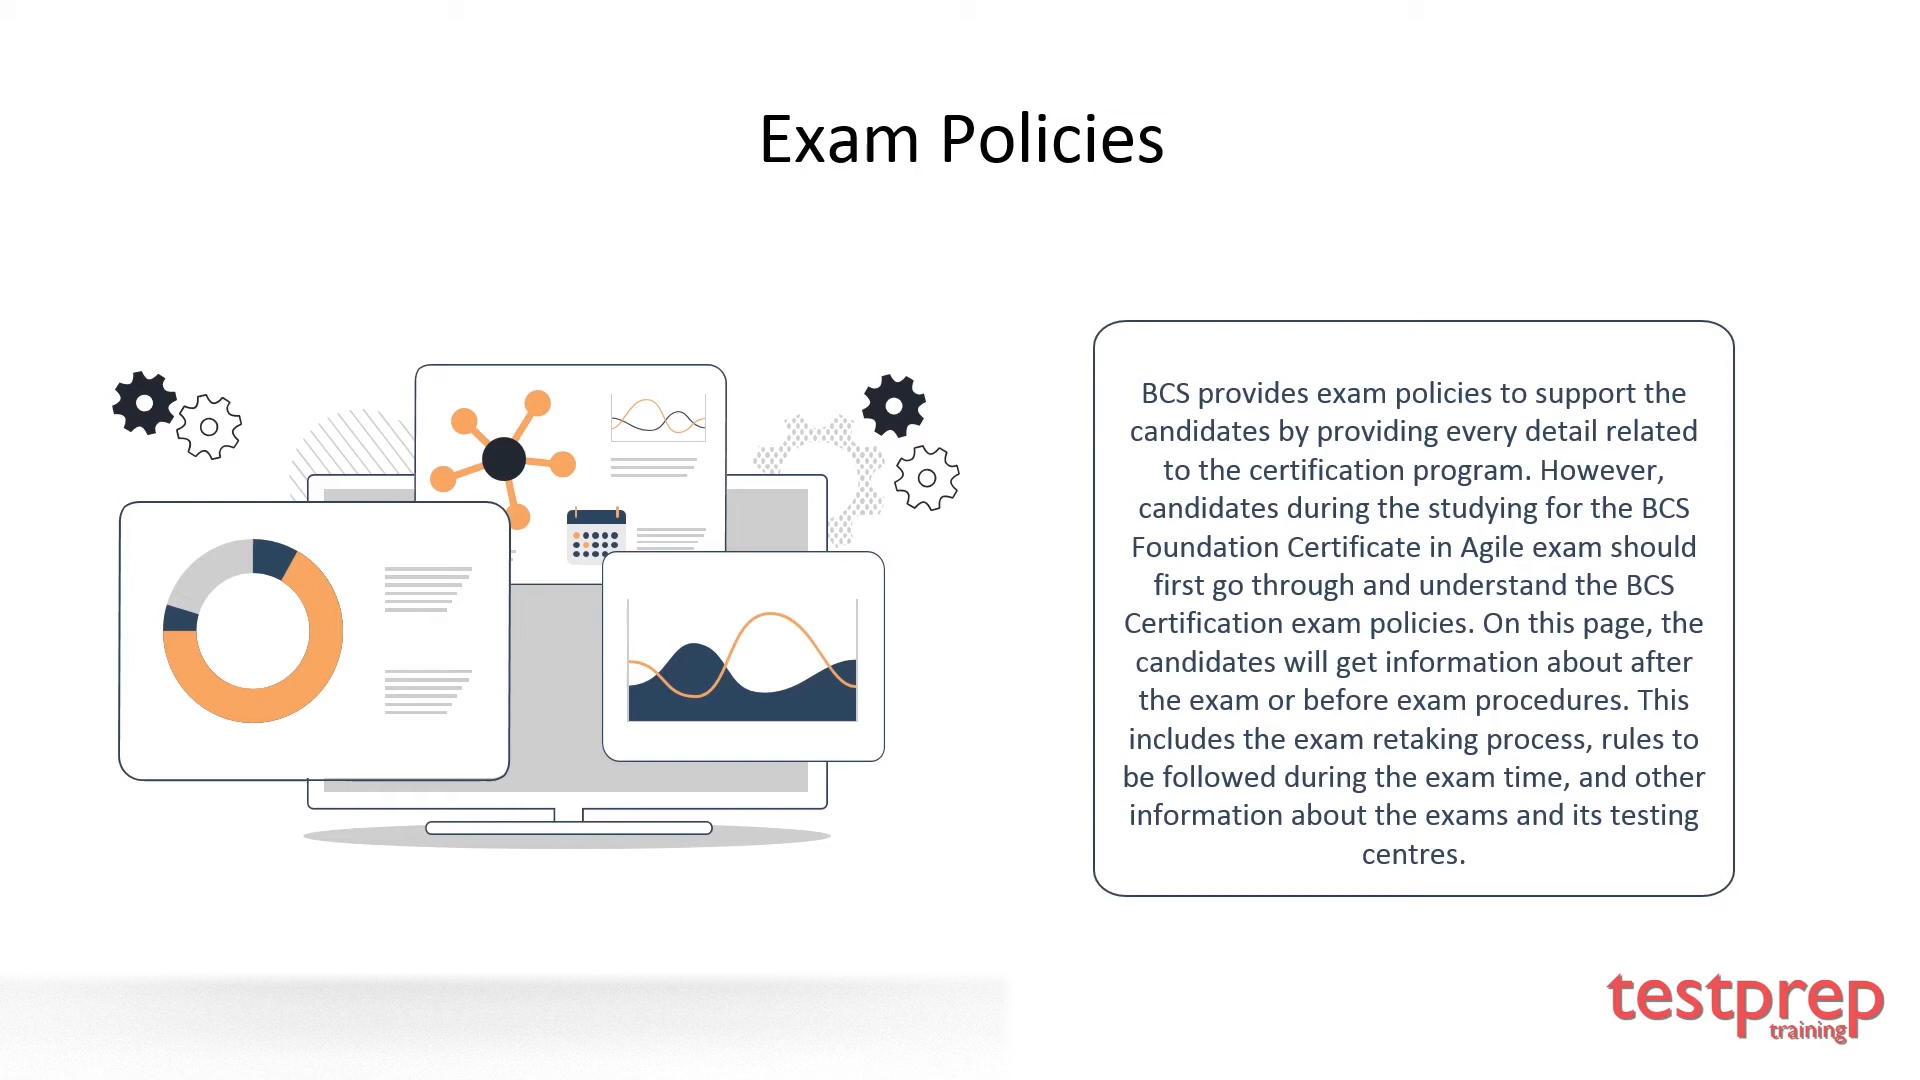 Exam Policies
BCS provides exam policies to support the
candidates by providing every detail related
to the certification program. However,
candidates during the studying for the BCS
Foundation Certificate in Agile exam should
first go through and understand the BCS
Certification exam policies. On this page, the
candidates will get information about after
the exam or before exam procedures. This
includes the exam retaking process, rules to
be followed during the exam time, and other
information about the exams and its testing
centres.
testprep
training